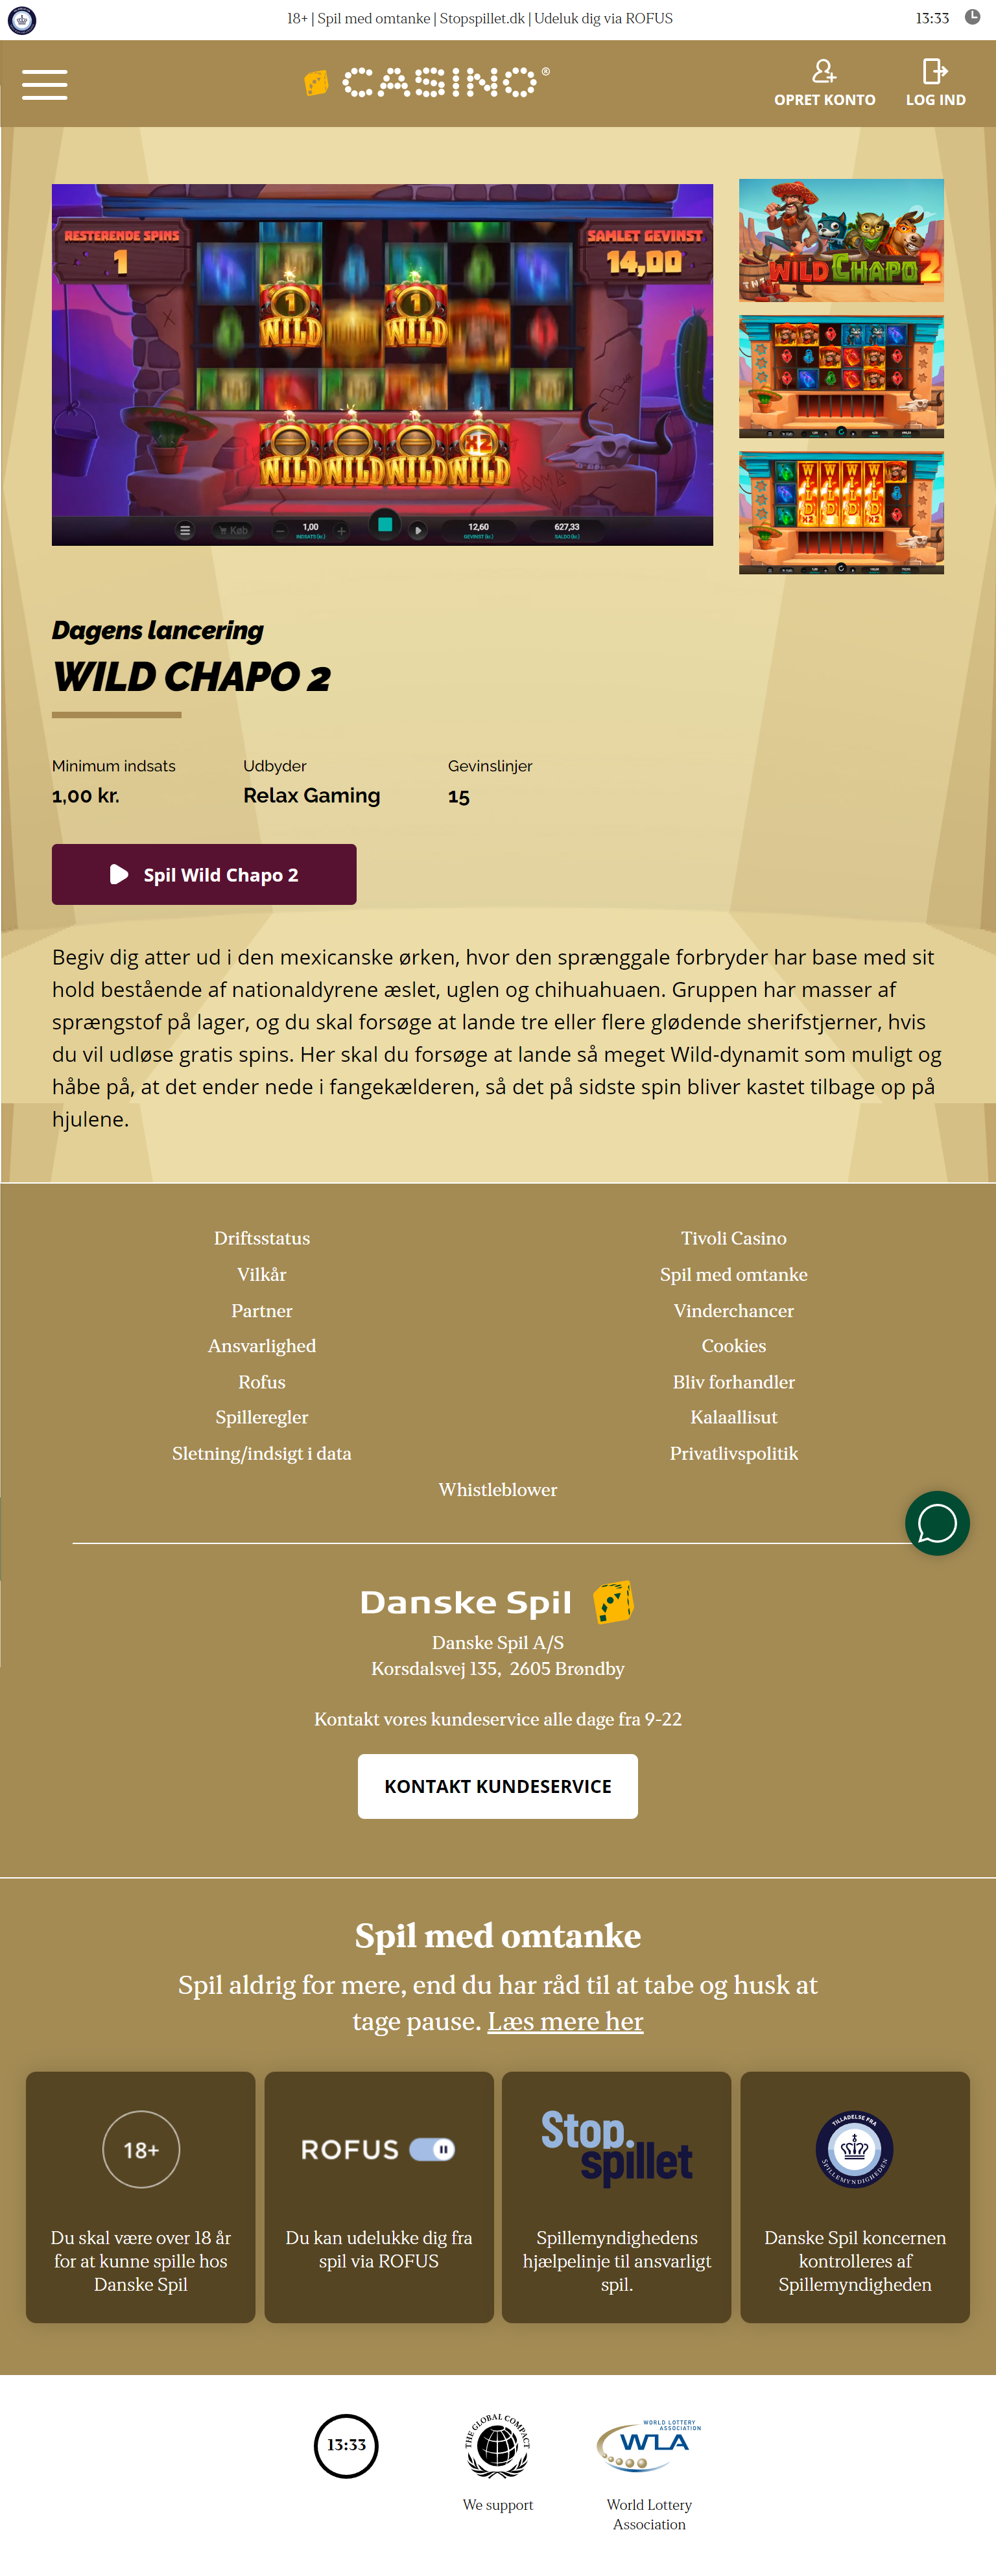 18+ | Spil med omtanke | Stopspillet.dk | Udeluk dig via ROFUS
13:33
CASINO®
OPRET KONTO
LOG IND
RESTERENDE SPINS
1
SAMLET GEVINST
14,00
1
WILD
1
WILD
WILD
WILD
WILD
X2
WILD
Køb
1,00
INDSATS (kr.)
12,60
GEVINST (kr.)
627,33
SALDO (kr.)
TNT
WILD CHAPO 2
Dagens lancering
WILD CHAPO 2
Minimum indsats
1,00 kr.
Udbyder
Relax Gaming
Gevinslinjer
15
Spil Wild Chapo 2
Begiv dig atter ud i den mexicanske ørken, hvor den sprænggale forbryder har base med sit
hold bestående af nationaldyrene æslet, uglen og chihuahuaen. Gruppen har masser af
sprængstof på lager, og du skal forsøge at lande tre eller flere glødende sherifstjerner, hvis
du vil udløse gratis spins. Her skal du forsøge at lande så meget Wild-dynamit som muligt og
håbe på, at det ender nede i fangekælderen, så det på sidste spin bliver kastet tilbage op på
hjulene.
Driftsstatus
Tivoli Casino
Vilkår
Spil med omtanke
Partner
Vinderchancer
Ansvarlighed
Cookies
Rofus
Bliv forhandler
Spilleregler
Kalaallisut
Sletning/indsigt i data
Privatlivspolitik
Whistleblower
Danske Spil
Danske Spil A/S
Korsdalsvej 135, 2605 Brøndby
Kontakt vores kundeservice alle dage fra 9-22
KONTAKT KUNDESERVICE
Spil med omtanke
Spil aldrig for mere, end du har råd til at tabe og husk at
tage pause. Læs mere her
18+
Du skal være over 18 år
for at kunne spille hos
Danske Spil
ROFUS
Du kan udelukke dig fra
spil via ROFUS
Stop.
spillet
Spillemyndighedens
hjælpelinje til ansvarligt
spil.
TILLADELSE FRA
SPILLEMYNDIGHEDEN
Danske Spil koncernen
kontrolleres af
Spillemyndigheden
13:33
THE GLOBAL COMPACT
We support
WORLD LOTTERY
ASSOCIATION
WLA
World Lottery
Association